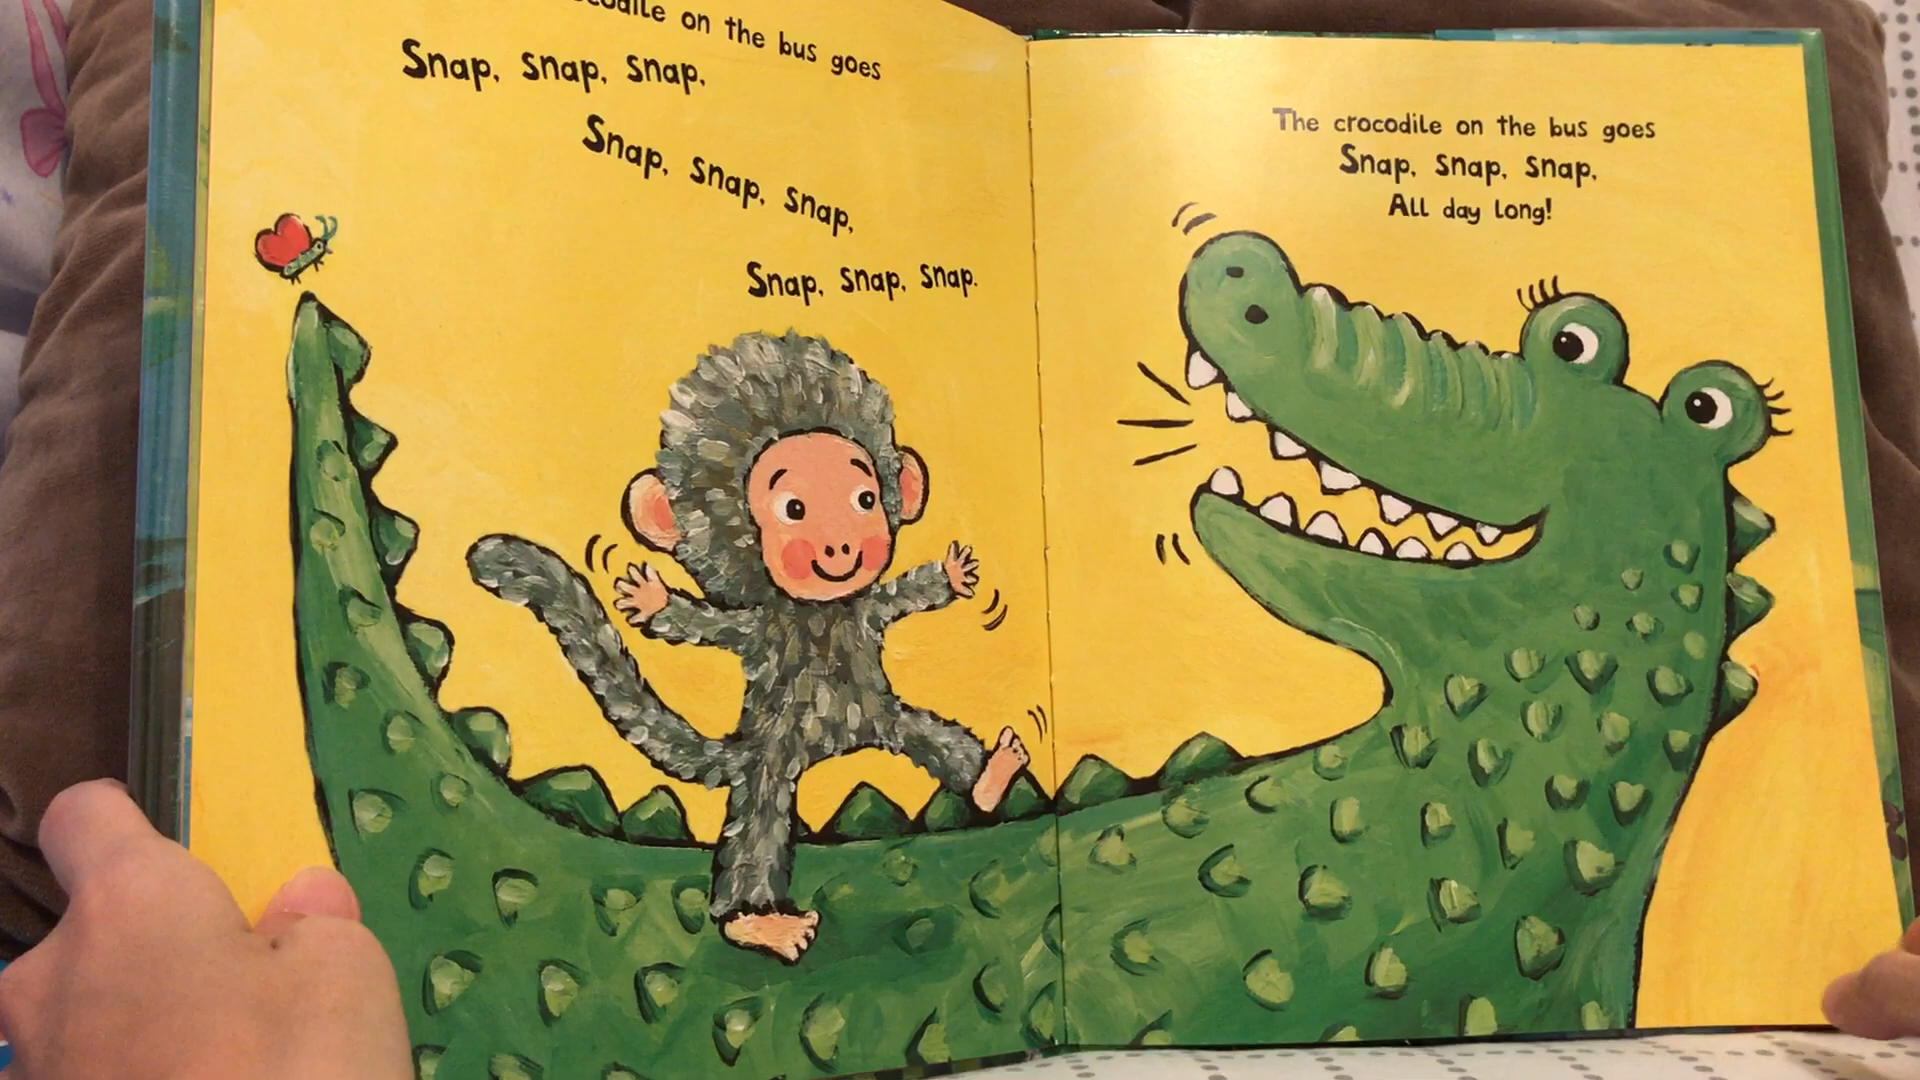 on the bus goes
Snap, snap, snap,
Snap, snap, snap,
Snap, snap, snap.
The crocodile on the bus goes
Snap, snap, snap,
All day long!